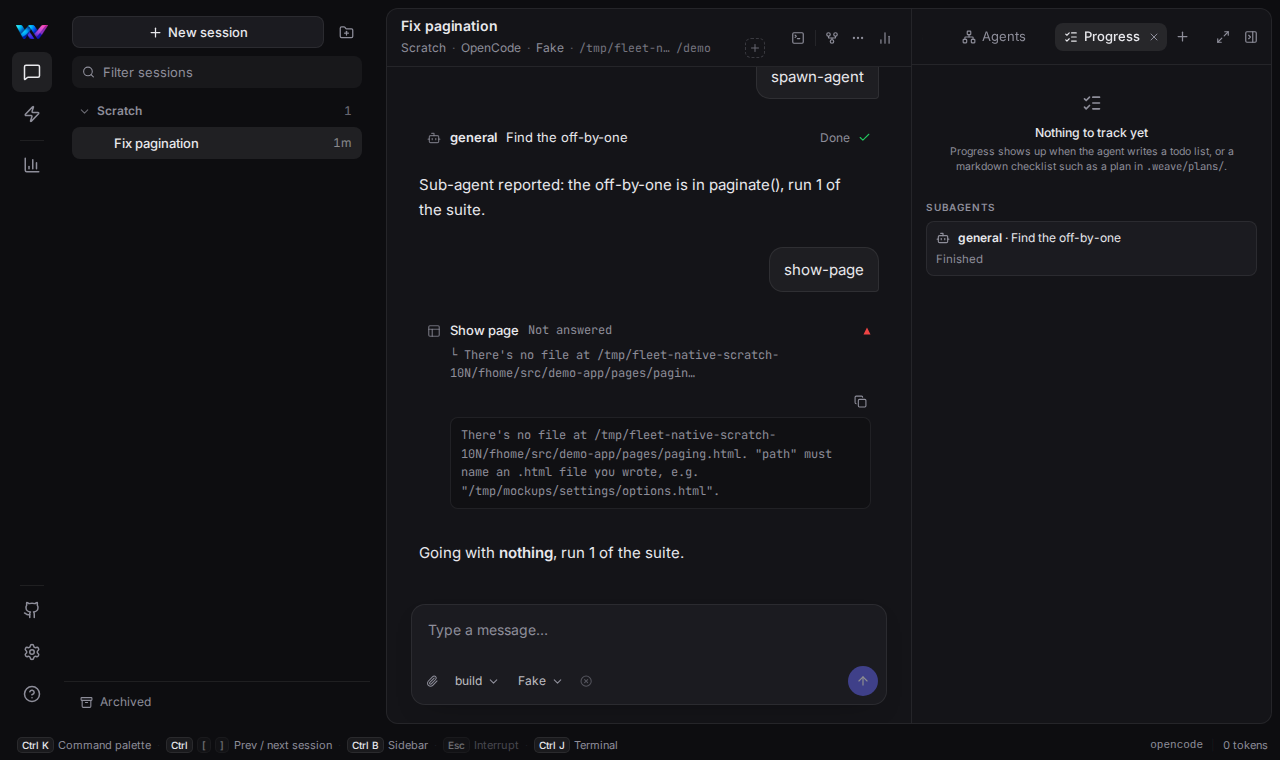 New session
Filter sessions
Scratch 1
Fix pagination 1m
Archived
Fix pagination
Scratch · OpenCode · Fake · /tmp/fleet-n… /demo
spawn-agent
general Find the off-by-one Done
Sub-agent reported: the off-by-one is in paginate(), run 1 of
the suite.
show-page
Show page Not answered
└ There's no file at /tmp/fleet-native-scratch-
10N/fhome/src/demo-app/pages/pagin…
There's no file at /tmp/fleet-native-scratch-
10N/fhome/src/demo-app/pages/paging.html. "path" must
name an .html file you wrote, e.g.
"/tmp/mockups/settings/options.html".
Going with nothing, run 1 of the suite.
Type a message...
build Fake
Agents Progress
Nothing to track yet
Progress shows up when the agent writes a todo list, or a
markdown checklist such as a plan in .weave/plans/.
SUBAGENTS
general · Find the off-by-one
Finished
Ctrl K Command palette Ctrl [ ] Prev / next session Ctrl B Sidebar Esc Interrupt Ctrl J Terminal opencode 0 tokens